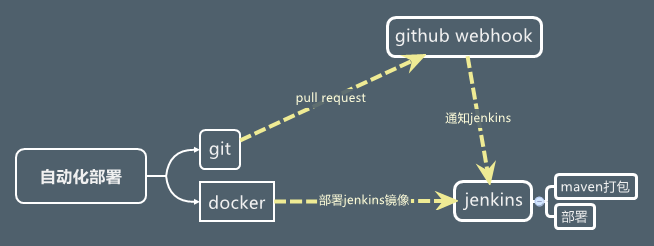 github webhook
pull request
通知jenkins
git
自动化部署
docker
部署jenkins镜像
jenkins
maven打包
部署